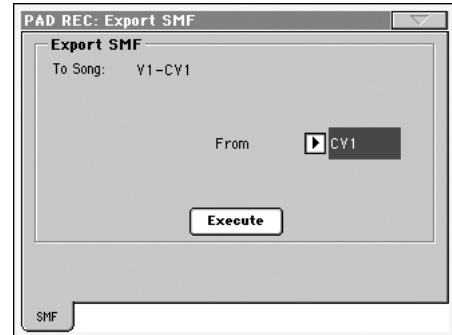 PAD REC: Export SMF
Export SMF
To Song: V1-CV1
From CV1
Execute
SMF